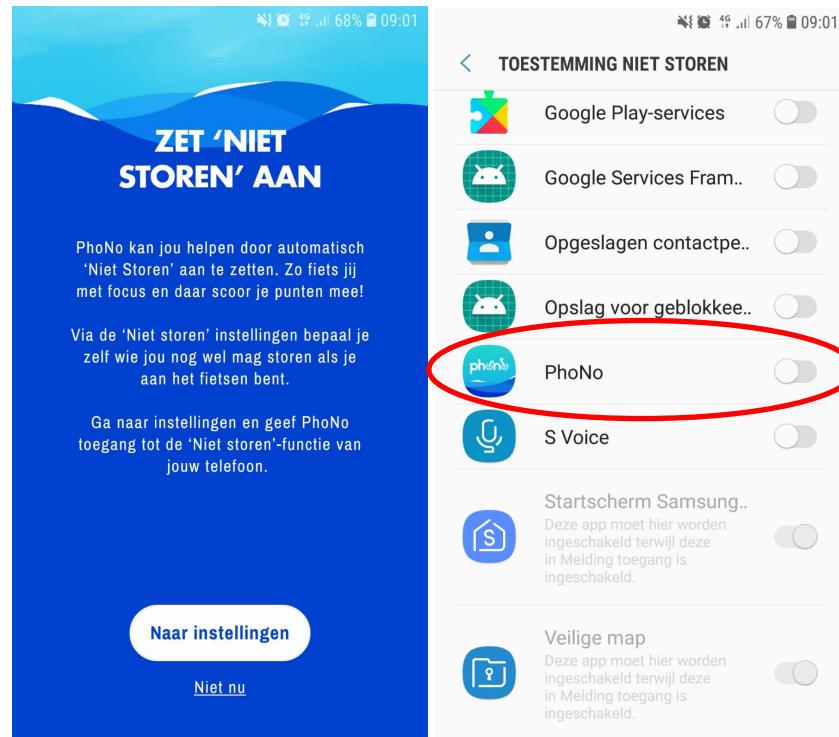 4G 68% 09:01
ZET ‘NIET
STOREN’ AAN
PhoNo kan jou helpen door automatisch
‘Niet Storen’ aan te zetten. Zo fiets jij
met focus en daar scoor je punten mee!
Via de ‘Niet storen’ instellingen bepaal je
zelf wie jou nog wel mag storen als je
aan het fietsen bent.
Ga naar instellingen en geef PhoNo
toegang tot de ‘Niet storen’-functie van
jouw telefoon.
Naar instellingen
Niet nu
4G 67% 09:01
TOESTEMMING NIET STOREN
Google Play-services
Google Services Fram..
Opgeslagen contactpe..
Opslag voor geblokkee..
phono
PhoNo
S Voice
S
Startscherm Samsung..
Deze app moet hier worden
ingeschakeld terwijl deze
in Melding toegang is
ingeschakeld.
Veilige map
Deze app moet hier worden
ingeschakeld terwijl deze
in Melding toegang is
ingeschakeld.